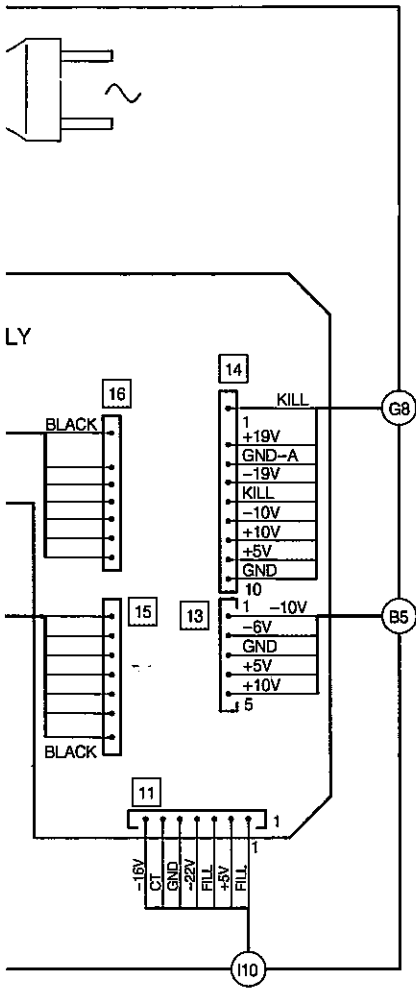 LY
14
16
KILL
G8
BLACK
1
+19V
GND-A
-19V
KILL
-10V
+10V
+5V
GND
10
15
13
1
-10V
B5
-6V
GND
+5V
+10V
5
BLACK
11
1
1
-16V
CT
GND
-22V
FILL
+5V
FILL
I10